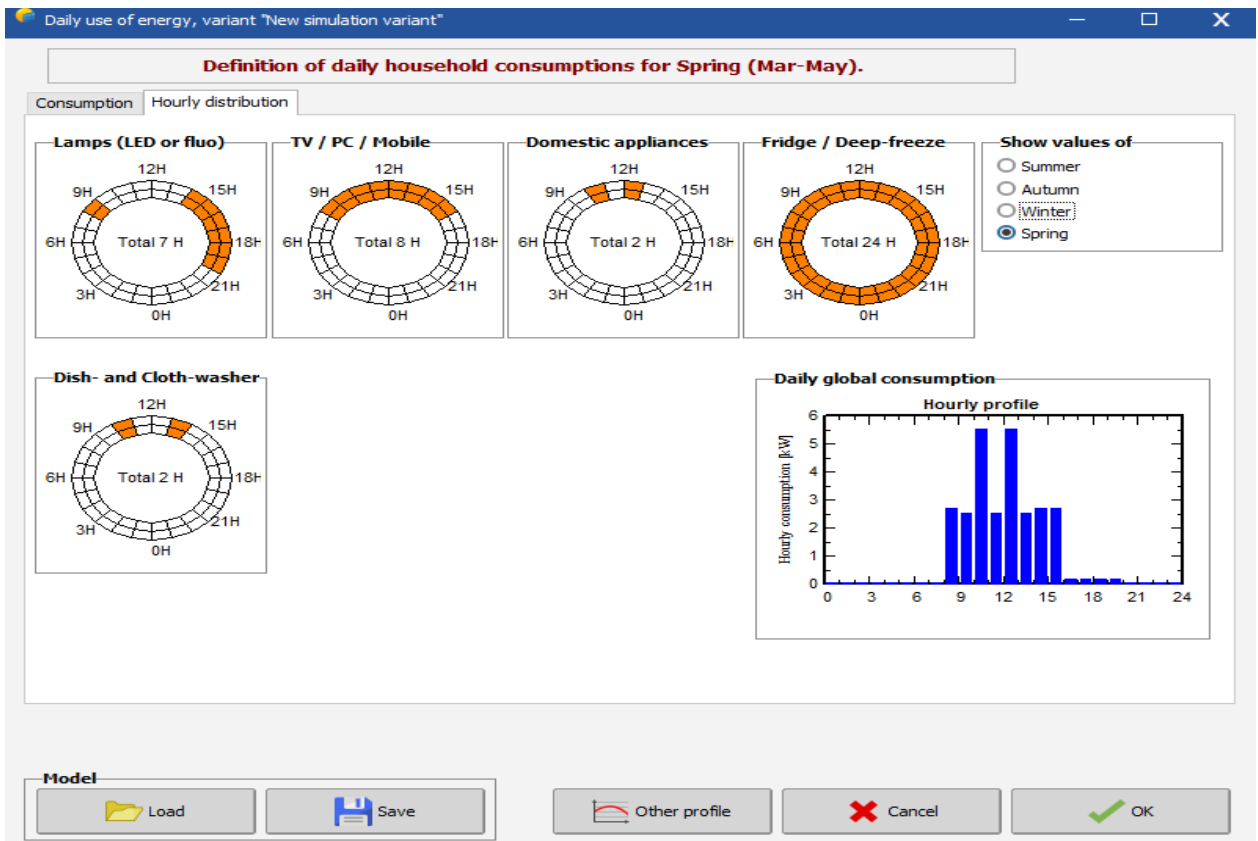 Daily use of energy, variant "New simulation variant"
Definition of daily household consumptions for Spring (Mar-May).
Consumption
Hourly distribution
Lamps (LED or fluo)
12H
9H
15H
6H
Total 7 H
18H
3H
21H
0H
TV / PC / Mobile
12H
9H
15H
6H
Total 8 H
18H
3H
21H
0H
Domestic appliances
12H
9H
15H
6H
Total 2 H
18H
3H
21H
0H
Fridge / Deep-freeze
12H
9H
15H
6H
Total 24 H
18H
3H
21H
0H
Show values of
Summer
Autumn
Winter
Spring
Dish- and Cloth-washer
12H
9H
15H
6H
Total 2 H
18H
3H
21H
0H
Daily global consumption
Hourly profile
Hourly consumption [kW]
6
5
4
3
2
1
0
0 3 6 9 12 15 18 21 24
Model
Load
Save
Other profile
Cancel
OK